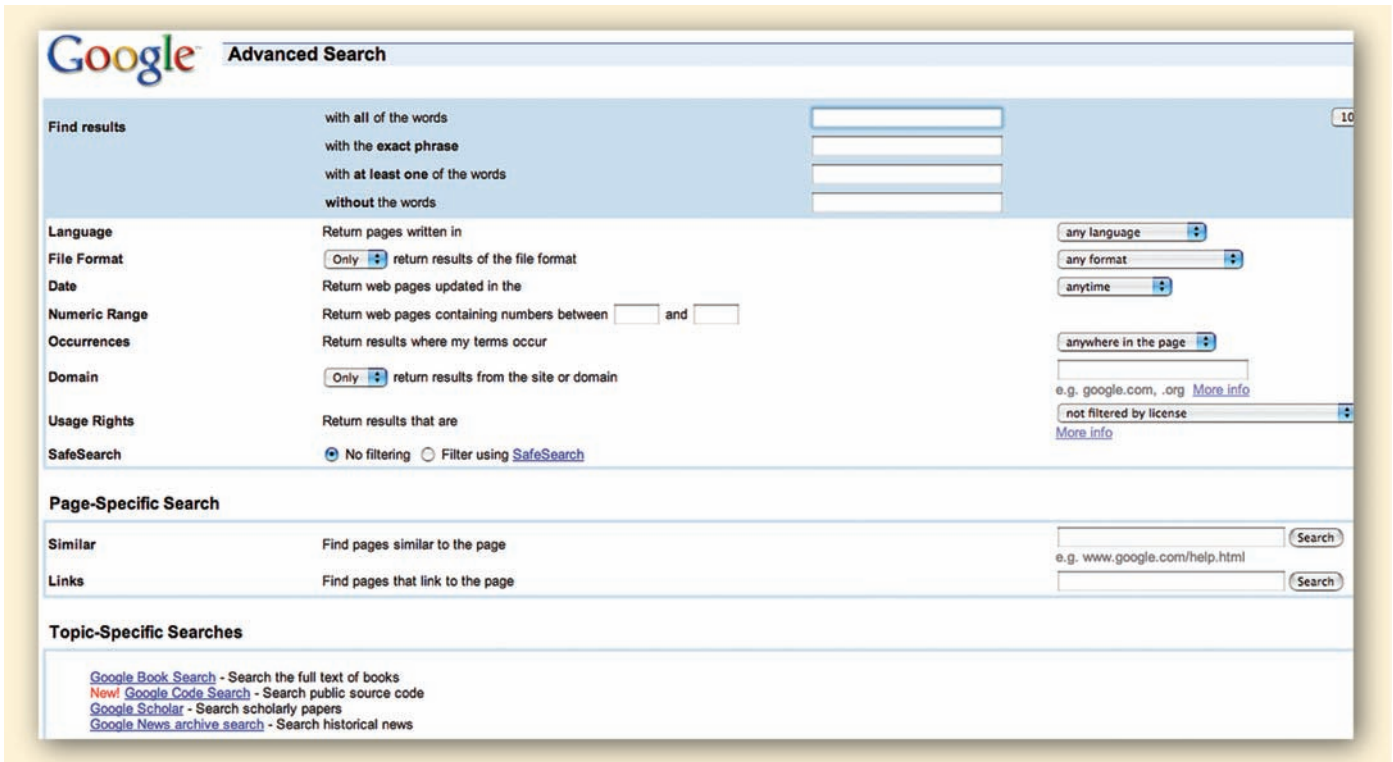 Google™ Advanced Search
Find results with all of the words 10
with the exact phrase
with at least one of the words
without the words
Language Return pages written in any language
File Format Only return results of the file format any format
Date Return web pages updated in the anytime
Numeric Range Return web pages containing numbers between and
Occurrences Return results where my terms occur anywhere in the page
Domain Only return results from the site or domain
e.g. google.com, .org More info
Usage Rights Return results that are not filtered by license
More info
SafeSearch No filtering Filter using SafeSearch
Page-Specific Search
Similar Find pages similar to the page Search
e.g. www.google.com/help.html
Links Find pages that link to the page Search
Topic-Specific Searches
Google Book Search - Search the full text of books
New! Google Code Search - Search public source code
Google Scholar - Search scholarly papers
Google News archive search - Search historical news